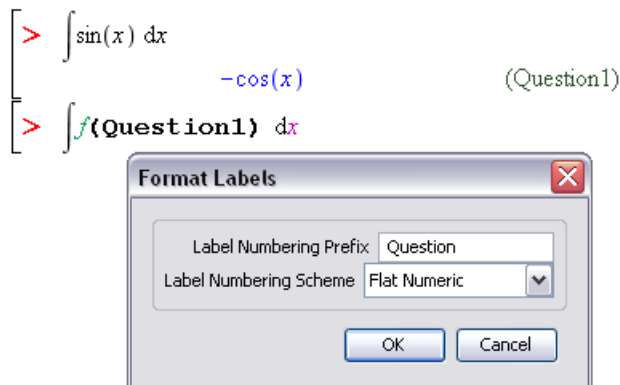 > ∫sin(x) dx
-cos(x) (Question1)
> ∫f(Question1) dx
Format Labels
Label Numbering Prefix Question
Label Numbering Scheme Flat Numeric
OK Cancel